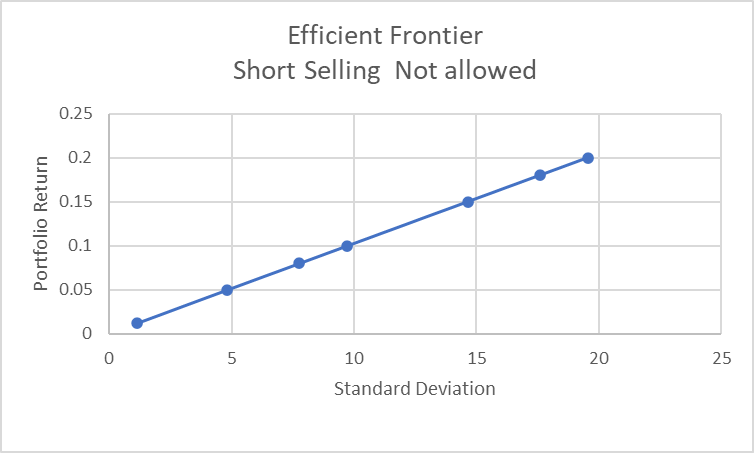 Efficient Frontier
Short Selling  Not allowed
0.25
0.2
0.15
0.1
0.05
0
Portfolio Return
0 5 10 15 20 25
Standard Deviation